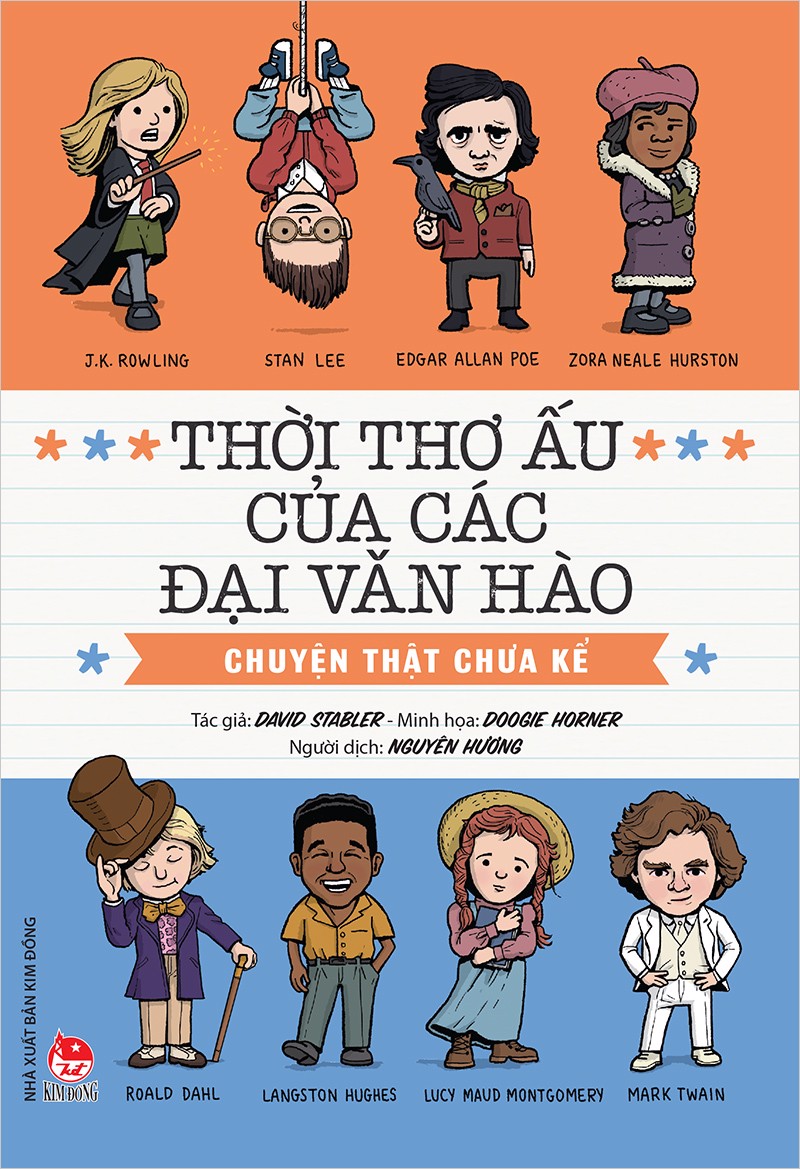 J.K. ROWLING
STAN LEE
EDGAR ALLAN POE
ZORA NEALE HURSTON
THỜI THƠ ẤU
CỦA CÁC
ĐẠI VĂN HÀO
CHUYỆN THẬT CHƯA KỂ
Tác giả: DAVID STABLER - Minh họa: DOOGIE HORNER
Người dịch: NGUYÊN HƯƠNG
NHÀ XUẤT BẢN KIM ĐỒNG
KIM ĐỒNG
ROALD DAHL
LANGSTON HUGHES
LUCY MAUD MONTGOMERY
MARK TWAIN